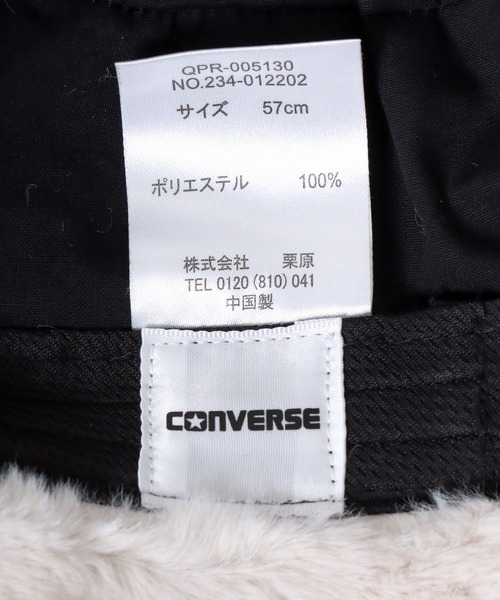 QPR-005130
NO.234-012202
サイズ 57cm
ポリエステル 100%
株式会社 栗原
TEL 0120(810)041
中国製
CONVERSE